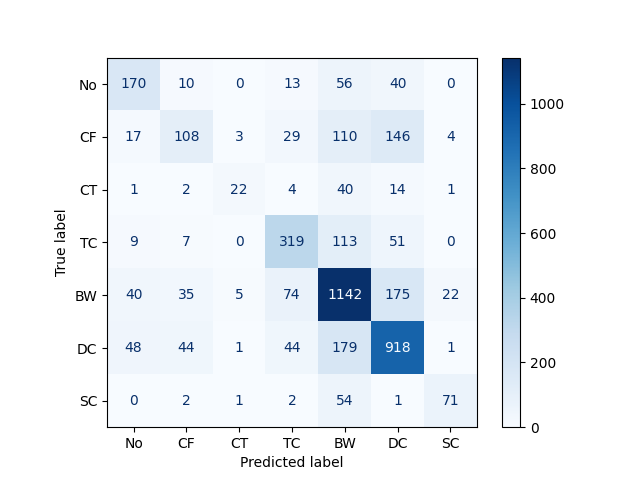 No 170 10 0 13 56 40 0
CF 17 108 3 29 110 146 4
CT 1 2 22 4 40 14 1
TC 9 7 0 319 113 51 0
BW 40 35 5 74 1142 175 22
DC 48 44 1 44 179 918 1
SC 0 2 1 2 54 1 71
No CF CT TC BW DC SC
Predicted label
True label
1000
800
600
400
200
0